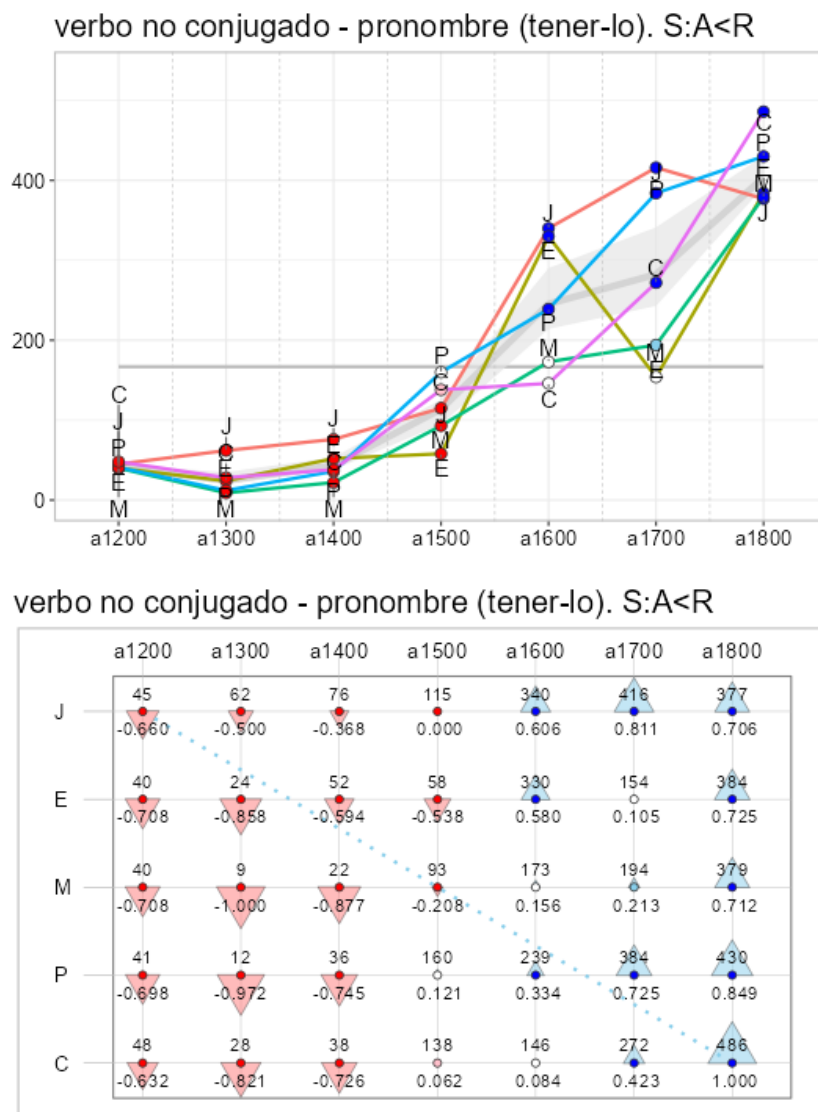 verbo no conjugado - pronombre (tener-lo). S:A<R
400
200
0
J
E
P
M
C
J
P
C
M
E
C
P
E
M
J
P
C
J
M
E
C
J
P
E
M
J
C
E
M
J
E
P
M
a1200 a1300 a1400 a1500 a1600 a1700 a1800
verbo no conjugado - pronombre (tener-lo). S:A<R
a1200 a1300 a1400 a1500 a1600 a1700 a1800
45 62 76 115 340 416 377
J
-0.660 -0.500 -0.368 0.000 0.606 0.811 0.706
40 24 52 58 330 154 384
E
-0.708 -0.858 -0.594 -0.538 0.580 0.105 0.725
40 9 22 93 173 194 379
M
-0.708 -1.000 -0.877 -0.208 0.156 0.213 0.712
41 12 36 160 239 384 430
P
-0.698 -0.972 -0.745 0.121 0.334 0.725 0.849
48 28 38 138 146 272 486
C
-0.632 -0.821 -0.726 0.062 0.084 0.423 1.000